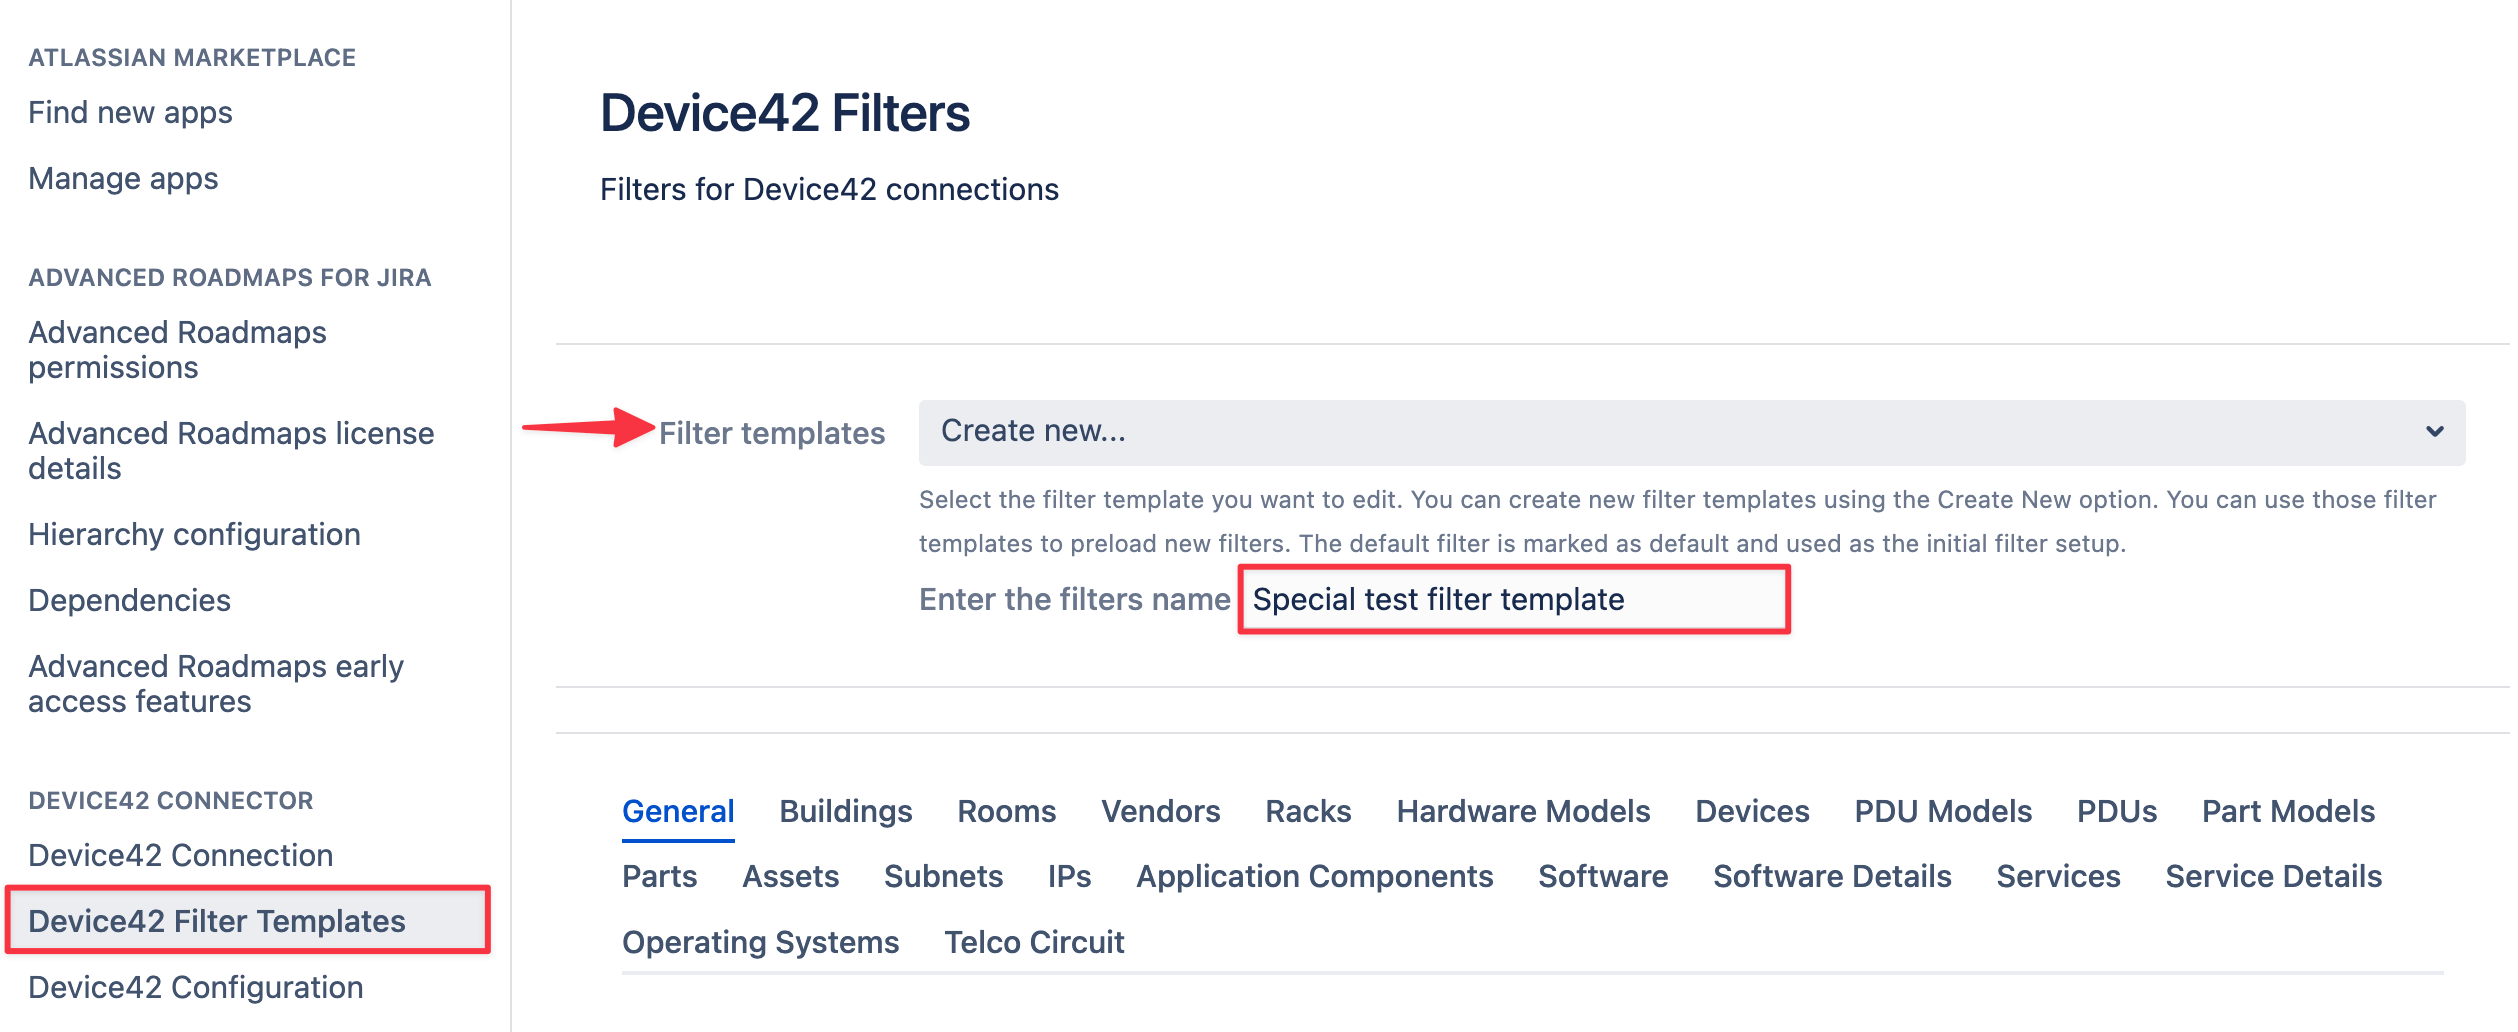 ATLASSIAN MARKETPLACE
Find new apps
Manage apps
ADVANCED ROADMAPS FOR JIRA
Advanced Roadmaps
permissions
Advanced Roadmaps license
details
Hierarchy configuration
Dependencies
Advanced Roadmaps early
access features
DEVICE42 CONNECTOR
Device42 Connection
Device42 Filter Templates
Device42 Configuration
Device42 Filters
Filters for Device42 connections
Filter templates
Create new...
Select the filter template you want to edit. You can create new filter templates using the Create New option. You can use those filter
templates to preload new filters. The default filter is marked as default and used as the initial filter setup.
Enter the filters name Special test filter template
General Buildings Rooms Vendors Racks Hardware Models Devices PDU Models PDUs Part Models
Parts Assets Subnets IPs Application Components Software Software Details Services Service Details
Operating Systems Telco Circuit